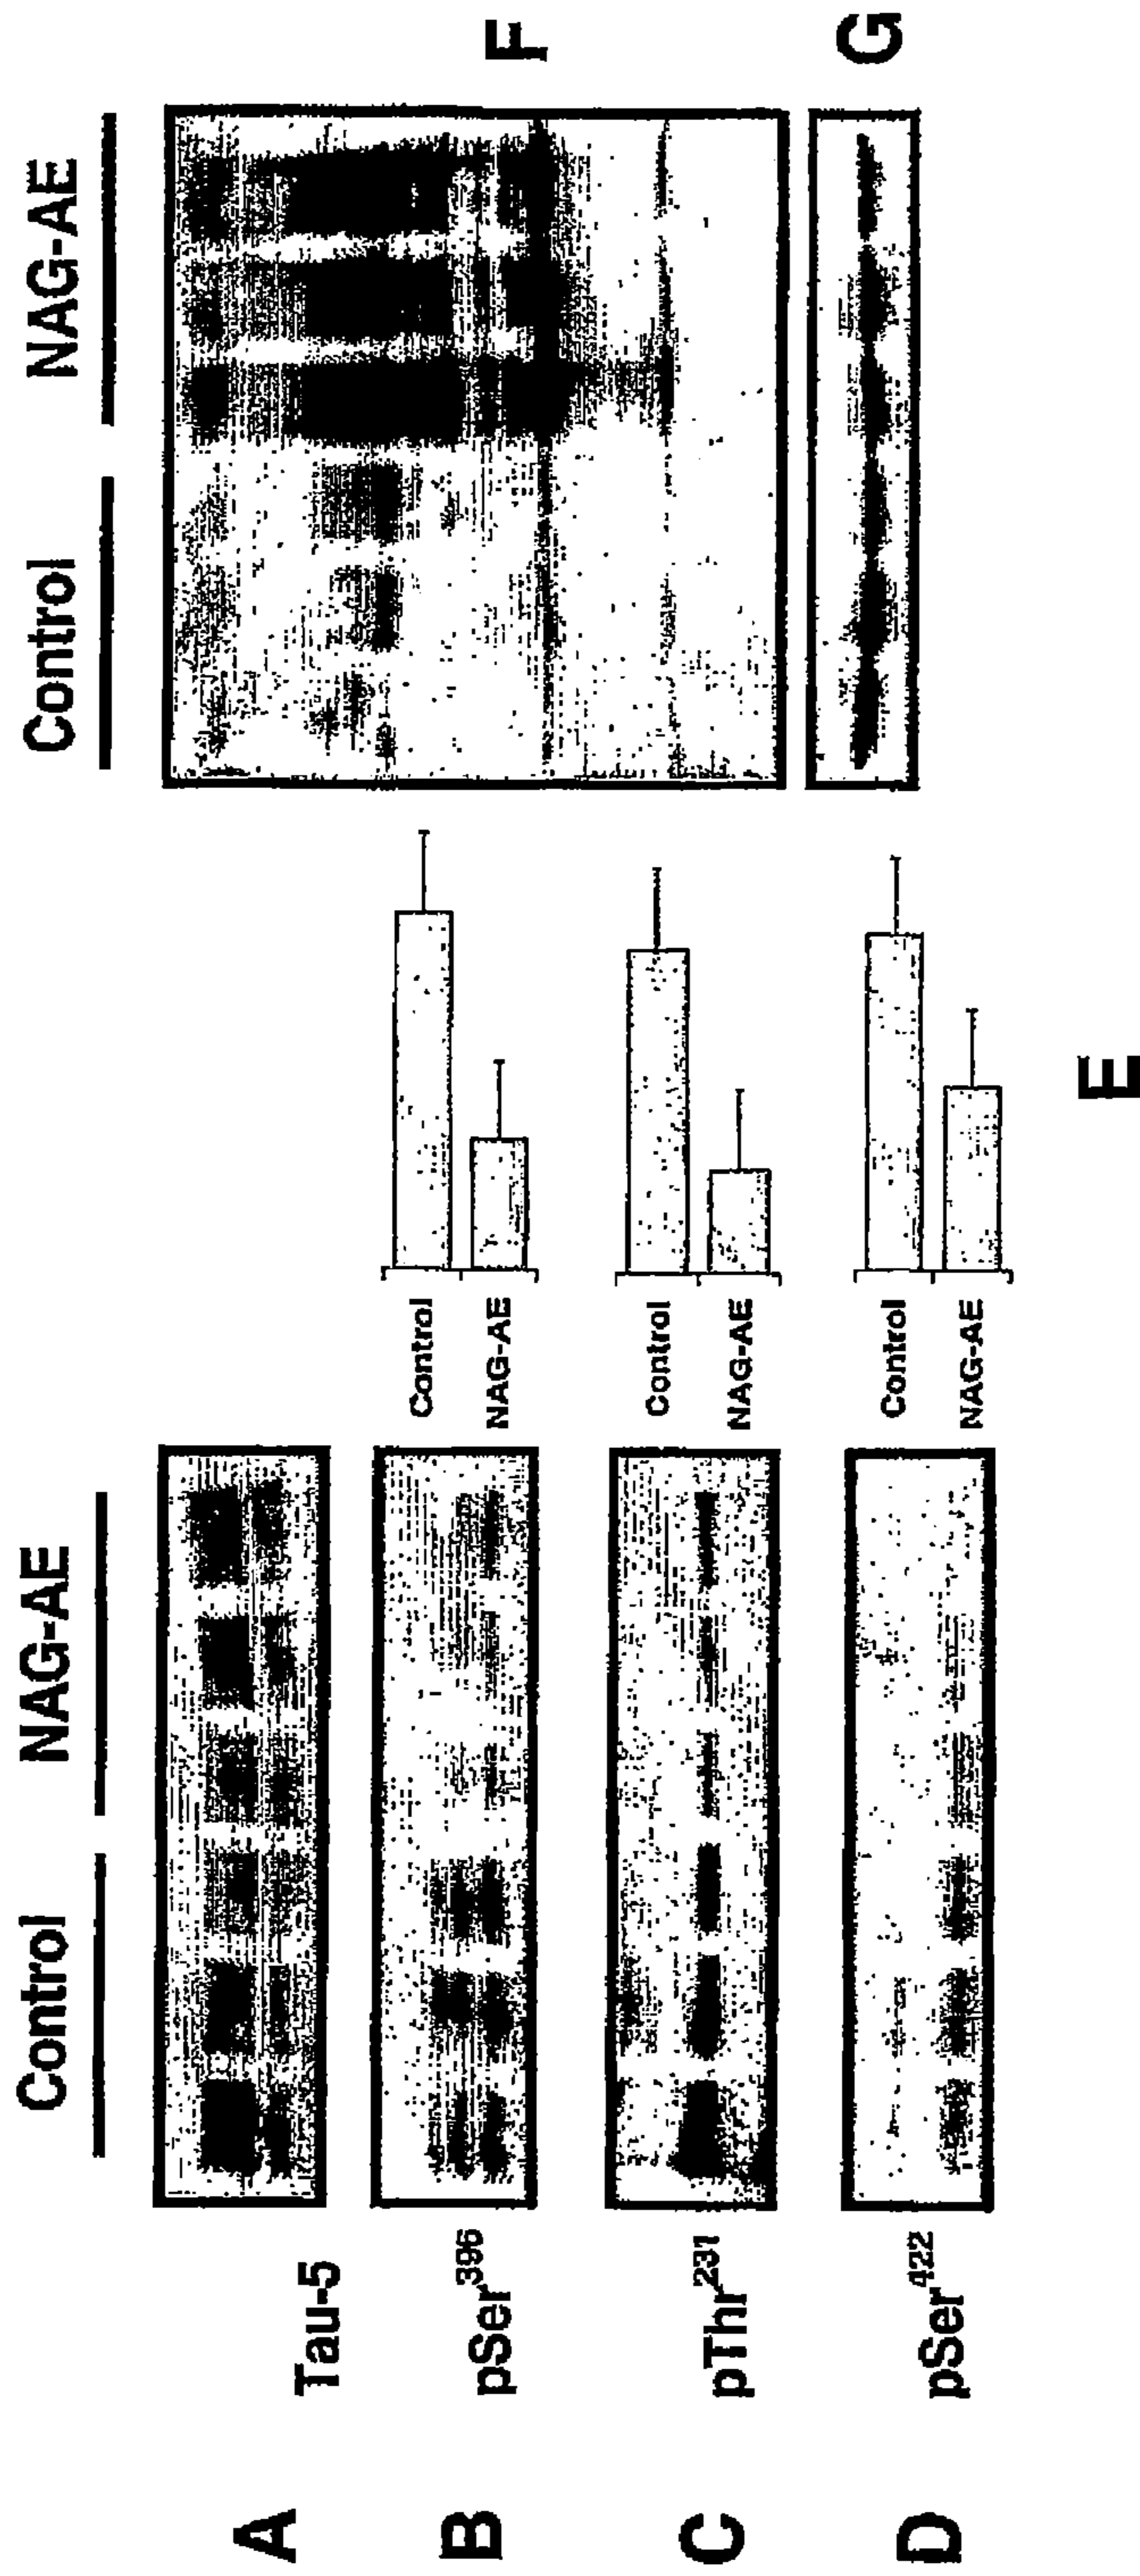 Control NAG-AE
A
Tau-5
B
pSer396
Control
NAG-AE
C
pThr231
Control
NAG-AE
D
pSer422
Control
NAG-AE
E
Control NAG-AE
F
G